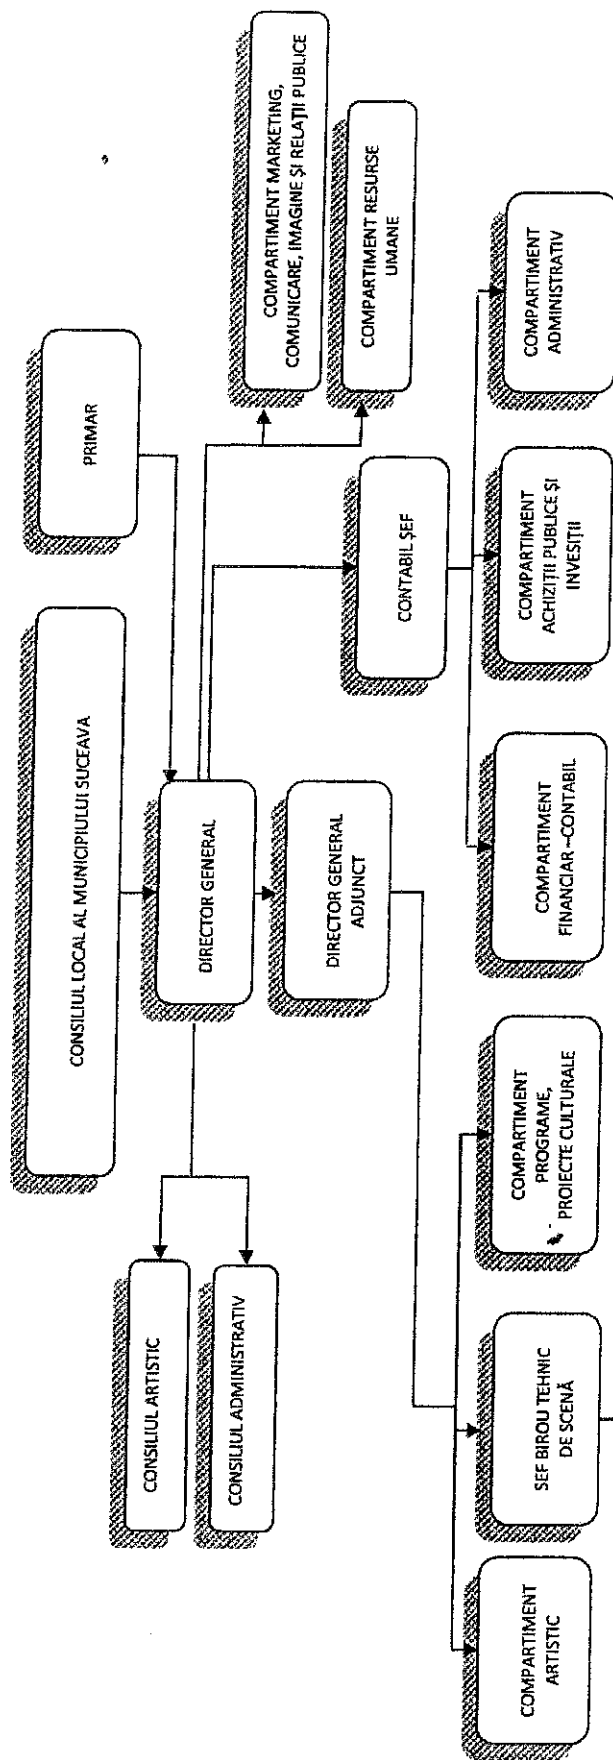 CONSILIUL LOCAL AL MUNICIPIULUI SUCEAVA
PRIMAR
DIRECTOR GENERAL
CONSILIUL ARTISTIC
CONSILIUL ADMINISTRATIV
COMPARTIMENT MARKETING,
COMUNICARE, IMAGINE ȘI RELAȚII PUBLICE
COMPARTIMENT RESURSE
UMANE
DIRECTOR GENERAL
ADJUNCT
CONTABIL ȘEF
COMPARTIMENT
ARTISTIC
SEF BIROU TEHNIC
DE SCENĂ
COMPARTIMENT
PROGRAME,
PROIECTE CULTURALE
COMPARTIMENT
FINANCIAR–CONTABIL
COMPARTIMENT
ACHIZIȚII PUBLICE ȘI
INVESIȚII
COMPARTIMENT
ADMINISTRATIV